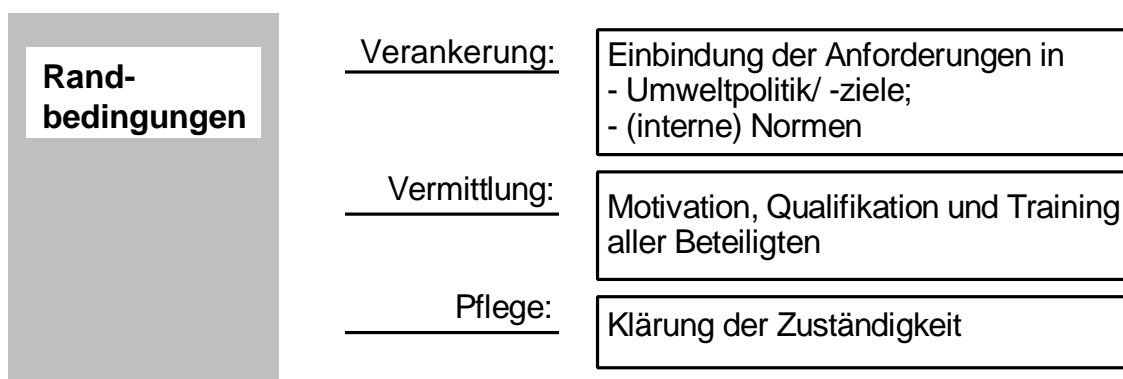 Rand-
bedingungen
Verankerung:
Einbindung der Anforderungen in
- Umweltpolitik/ -ziele;
- (interne) Normen
Vermittlung:
Motivation, Qualifikation und Training
aller Beteiligten
Pflege:
Klärung der Zuständigkeit